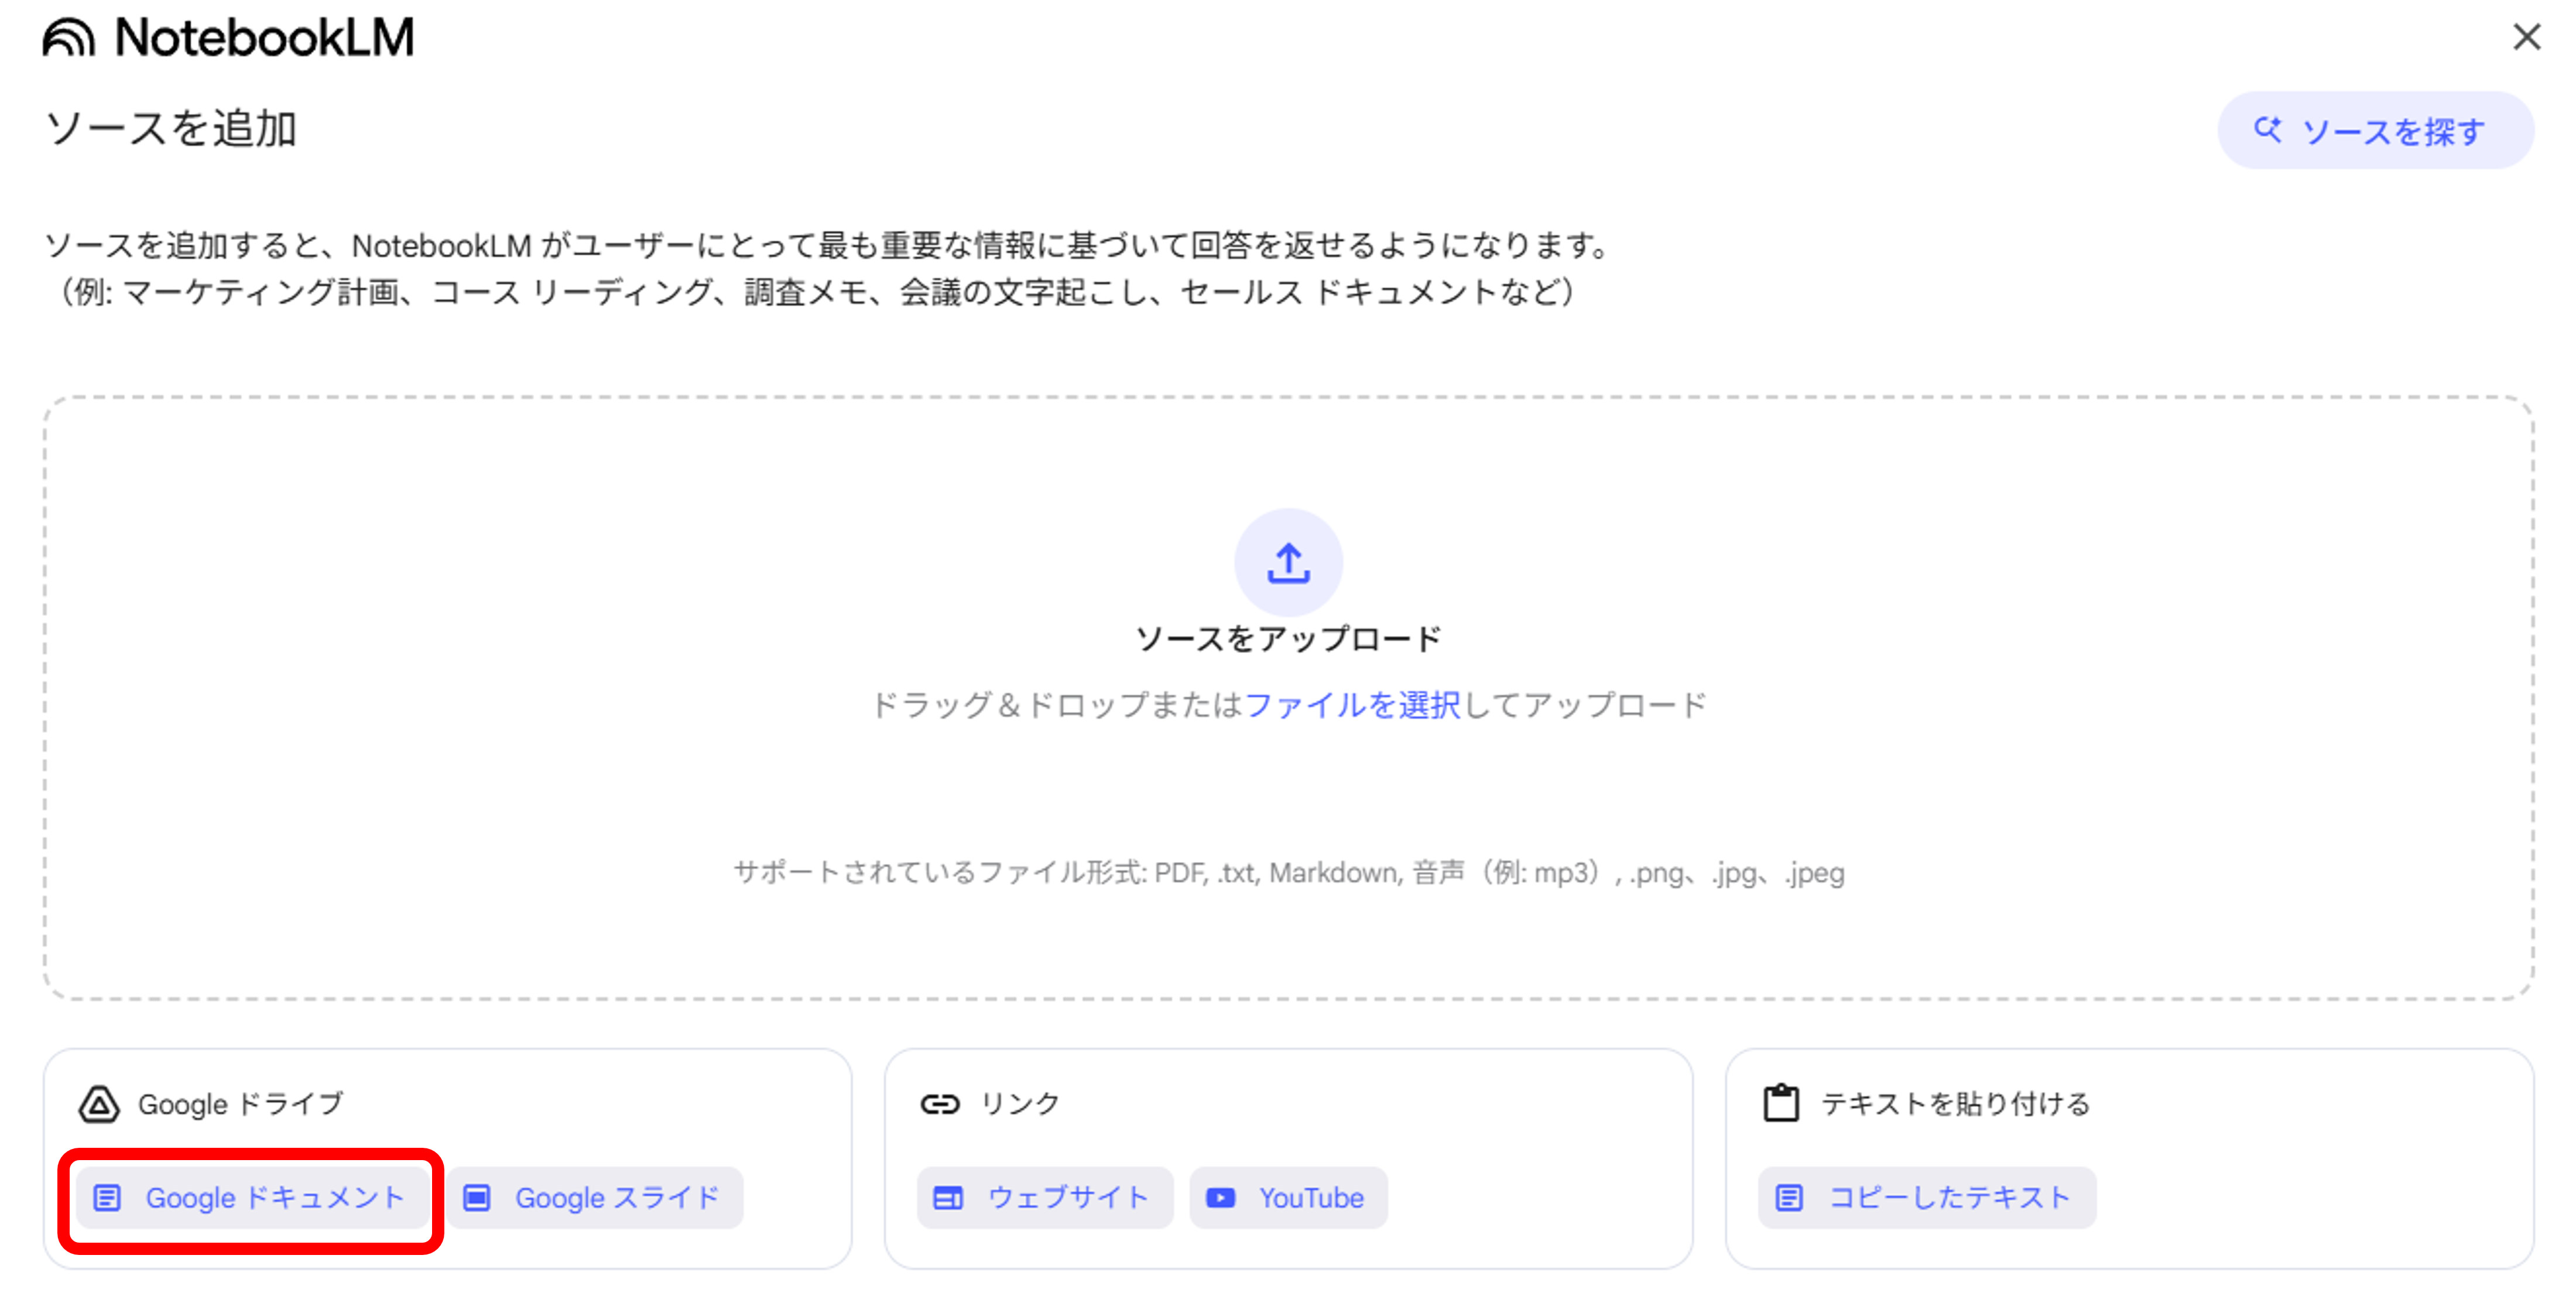 NotebookLM
ソースを追加
ソースを探す
ソースを追加すると、NotebookLM がユーザーにとって最も重要な情報に基づいて回答を返せるようになります。
（例: マーケティング計画、コース リーディング、調査メモ、会議の文字起こし、セールス ドキュメントなど）
ソースをアップロード
ドラッグ＆ドロップまたはファイルを選択してアップロード
サポートされているファイル形式: PDF, .txt, Markdown, 音声（例: mp3）, .png、.jpg、.jpeg
Google ドライブ
Google ドキュメント
Google スライド
リンク
ウェブサイト
YouTube
テキストを貼り付ける
コピーしたテキスト